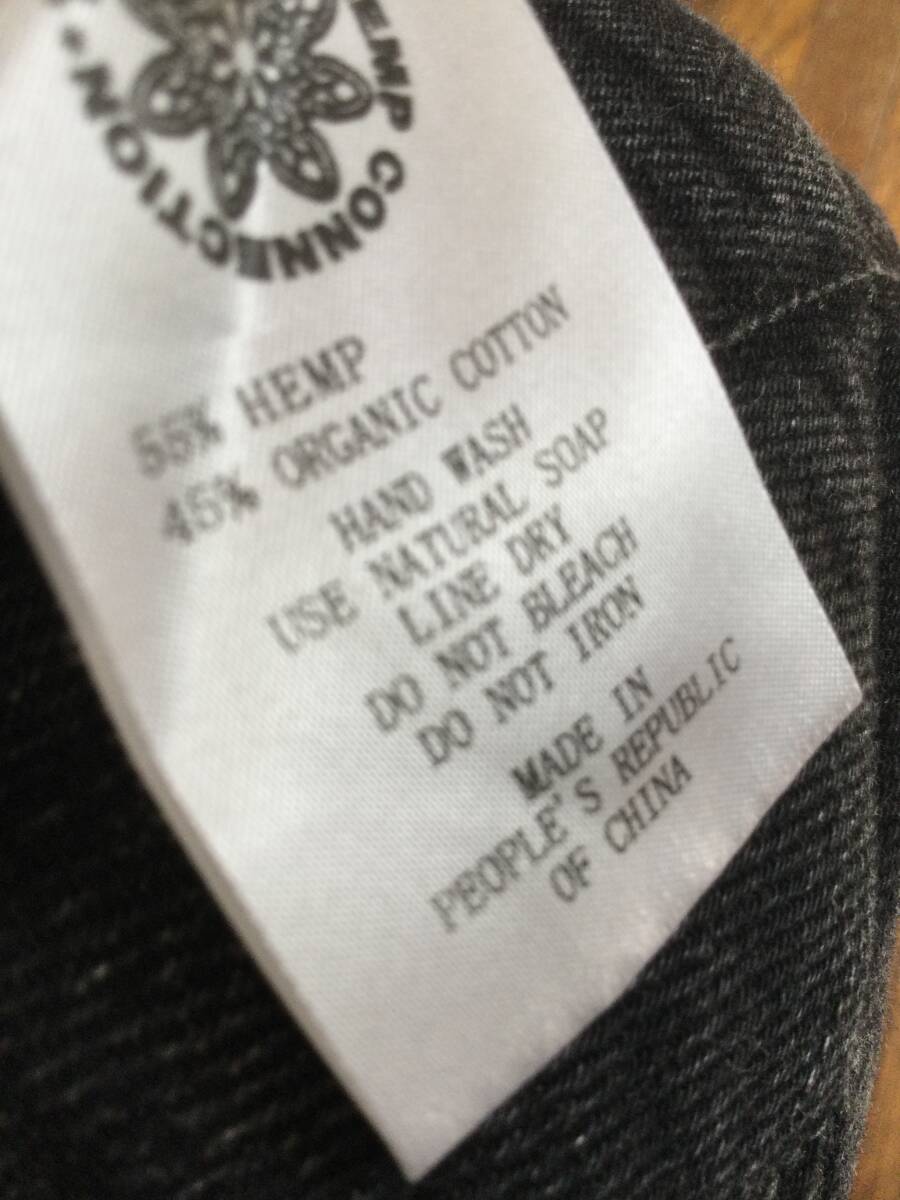 HEMP CONNECTION
55% HEMP
45% ORGANIC COTTON
HAND WASH
USE NATURAL SOAP
LINE DRY
DO NOT BLEACH
DO NOT IRON
MADE IN
PEOPLE'S REPUBLIC
OF CHINA